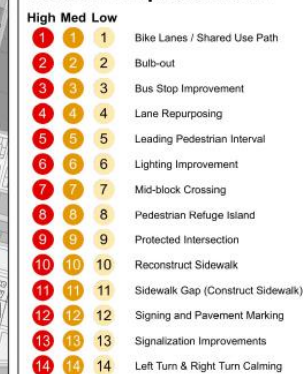 High Med Low
1 1 1 Bike Lanes / Shared Use Path
2 2 2 Bulb-out
3 3 3 Bus Stop Improvement
4 4 4 Lane Repurposing
5 5 5 Leading Pedestrian Interval
6 6 6 Lighting Improvement
7 7 7 Mid-block Crossing
8 8 8 Pedestrian Refuge Island
9 9 9 Protected Intersection
10 10 10 Reconstruct Sidewalk
11 11 11 Sidewalk Gap (Construct Sidewalk)
12 12 12 Signing and Pavement Marking
13 13 13 Signalization Improvements
14 14 14 Left Turn & Right Turn Calming